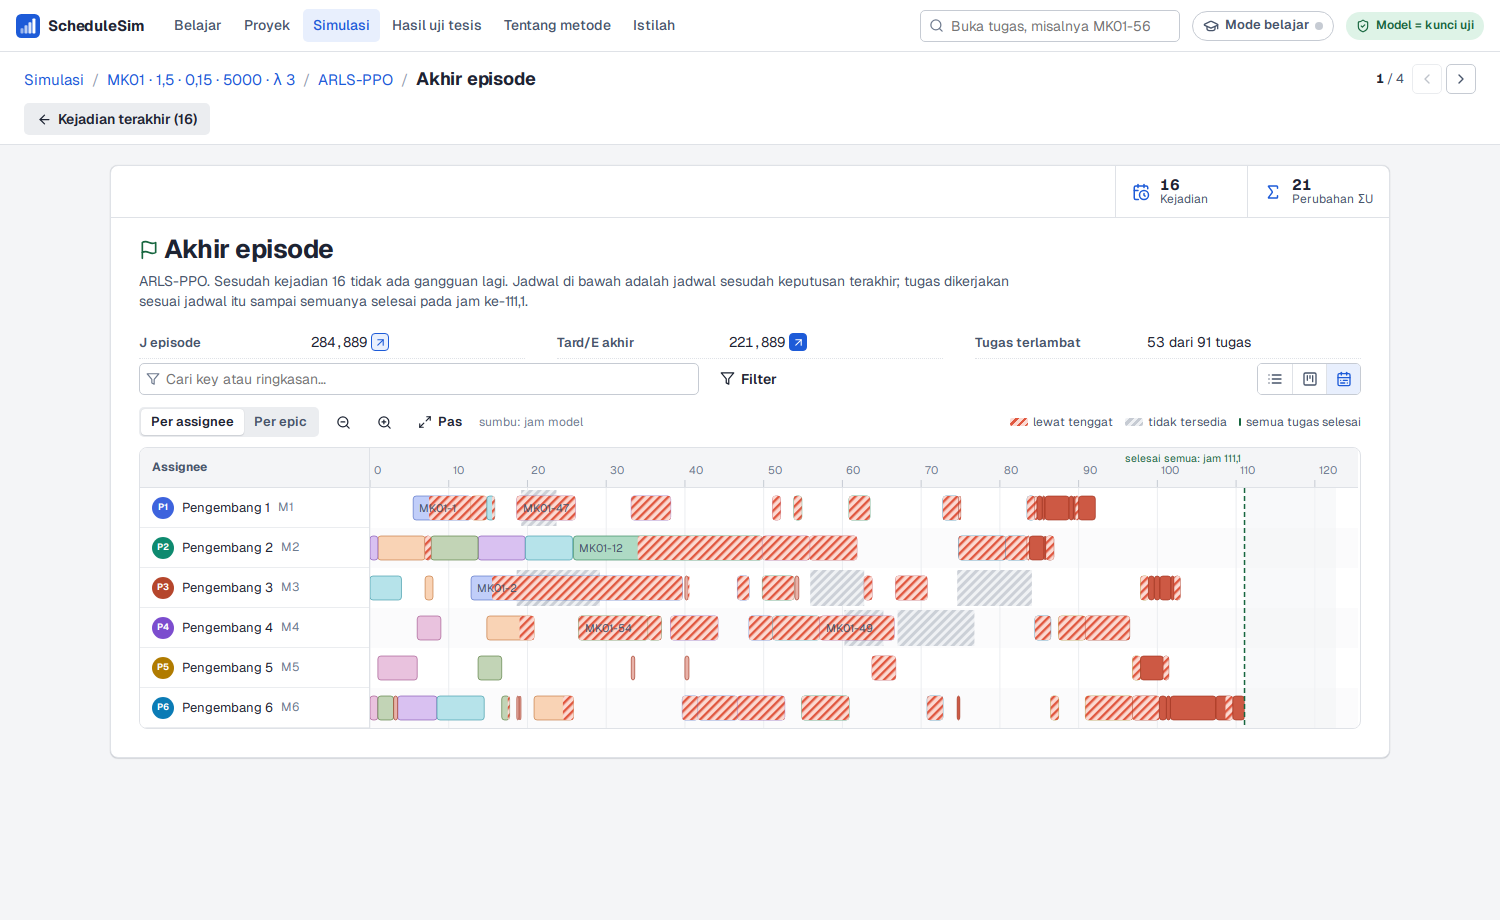 ScheduleSim Belajar Proyek Simulasi Hasil uji tesis Tentang metode Istilah Buka tugas, misalnya MK01-56 Mode belajar Model = kunci uji
Simulasi / MK01 · 1,5 · 0,15 · 5000 · λ 3 / ARLS-PPO / Akhir episode 1 / 4
Kejadian terakhir (16)
16 Kejadian
21 Perubahan ΣU
Akhir episode
ARLS-PPO. Sesudah kejadian 16 tidak ada gangguan lagi. Jadwal di bawah adalah jadwal sesudah keputusan terakhir; tugas dikerjakan
sesuai jadwal itu sampai semuanya selesai pada jam ke-111,1.
J episode 284,889 Tard/E akhir 221,889 Tugas terlambat 53 dari 91 tugas
Cari key atau ringkasan... Filter
Per assignee Per epic Pas sumbu: jam model lewat tenggat tidak tersedia semua tugas selesai
selesai semua: jam 111,1
Assignee 0 10 20 30 40 50 60 70 80 90 100 110 120
P1 Pengembang 1 M1 MK01-1 MK01-47
P2 Pengembang 2 M2 MK01-12
P3 Pengembang 3 M3 MK01-2
P4 Pengembang 4 M4 MK01-54 MK01-49
P5 Pengembang 5 M5
P6 Pengembang 6 M6